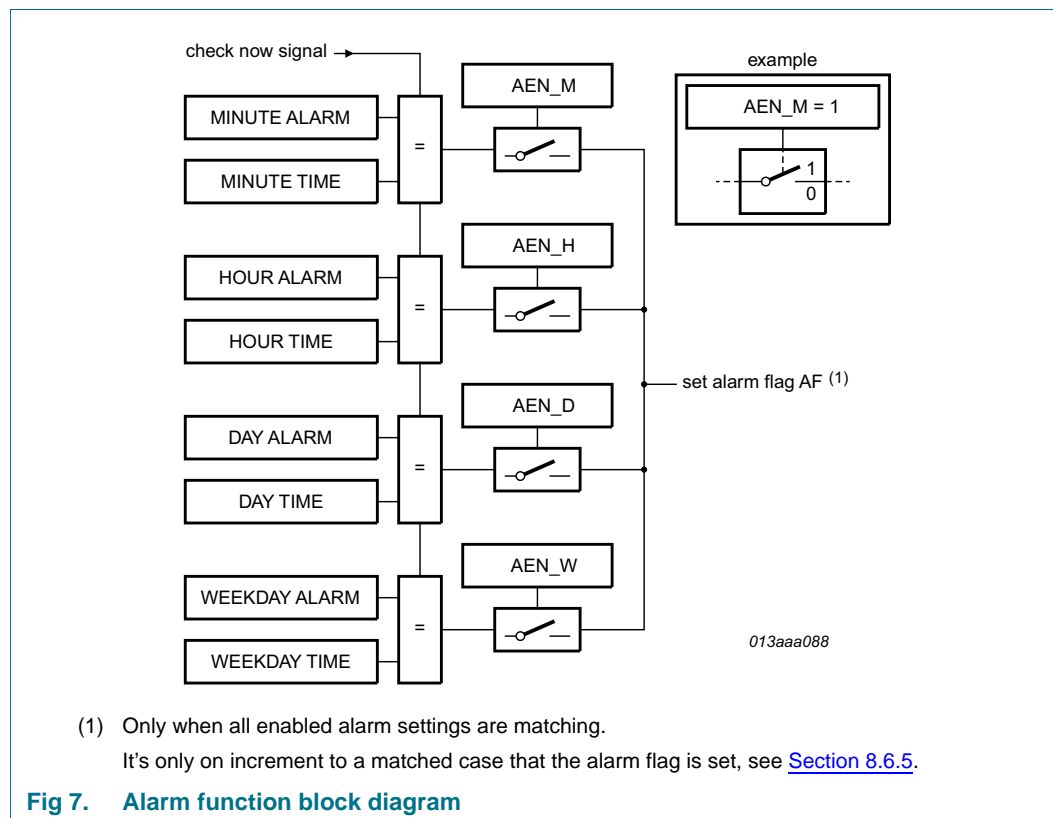 check now signal
example
AEN_M
AEN_M = 1
MINUTE ALARM
=
MINUTE TIME
1
0
AEN_H
HOUR ALARM
=
HOUR TIME
set alarm flag AF (1)
AEN_D
DAY ALARM
=
DAY TIME
AEN_W
WEEKDAY ALARM
=
WEEKDAY TIME
013aaa088
(1) Only when all enabled alarm settings are matching.
It's only on increment to a matched case that the alarm flag is set, see Section 8.6.5.
Fig 7. Alarm function block diagram